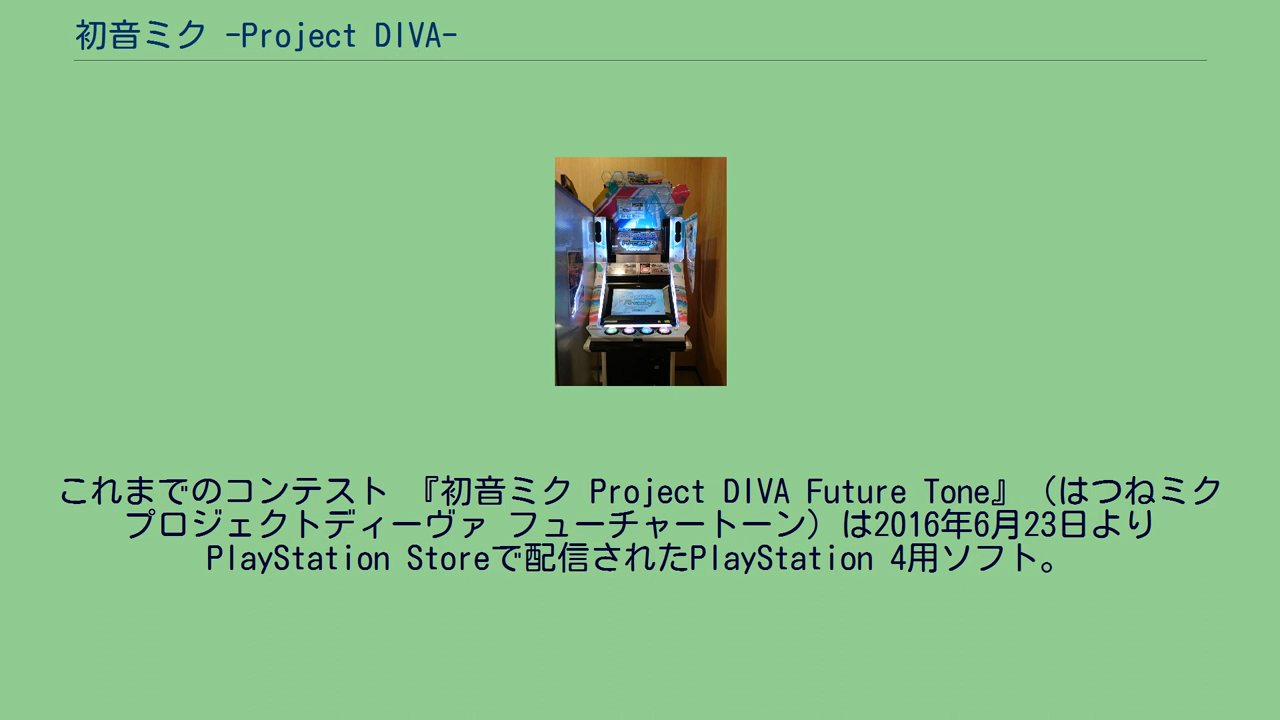 初音ミク -Project DIVA-
これまでのコンテスト 『初音ミク Project DIVA Future Tone』（はつねミク
プロジェクトディーヴァ フューチャートーン）は2016年6月23日より
PlayStation Storeで配信されたPlayStation 4用ソフト。